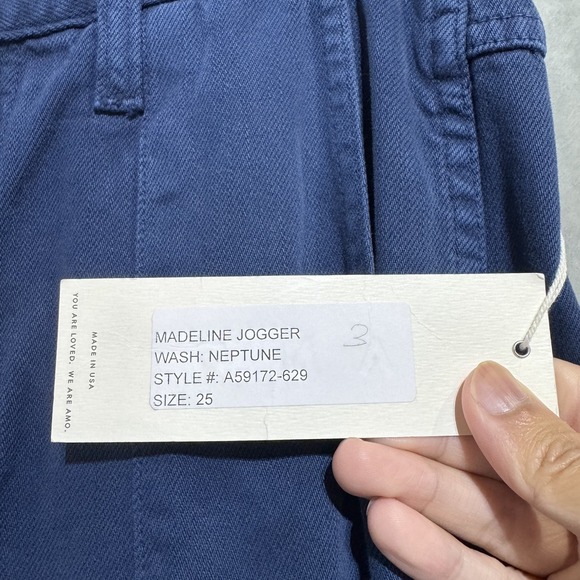 MADELINE JOGGER
3
WASH: NEPTUNE
STYLE #: A59172-629
SIZE: 25
MADE IN USA
YOU ARE LOVED. WE ARE AMO.